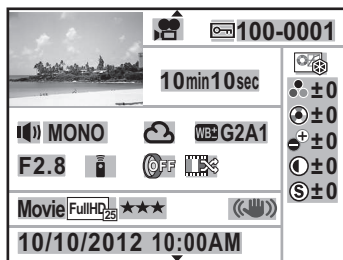 100-0001
10min10sec
±0
MONO WB± G2A1
±0
F2.8 OFF
±0
±0
Movie FullHD 25 ★★★
S ±0
10/10/2012 10:00AM